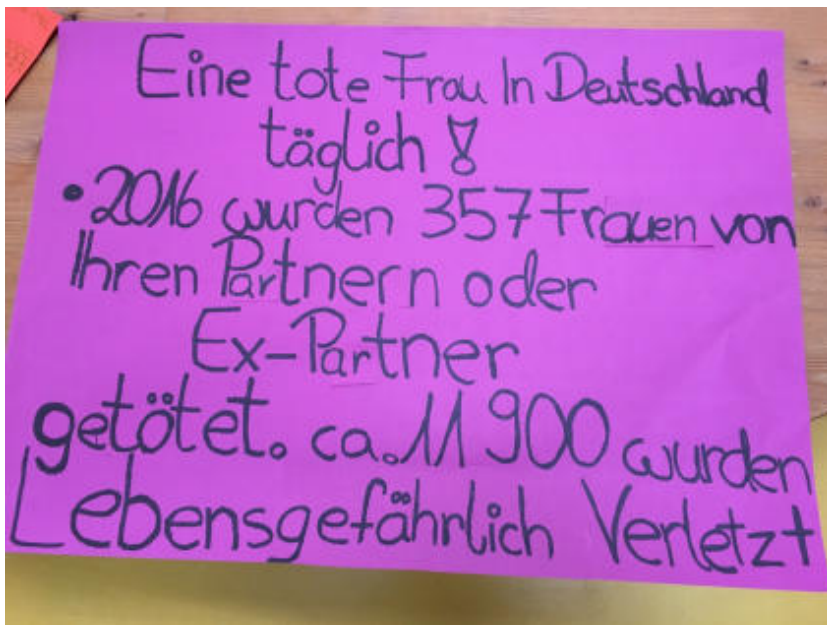 Eine tote Frau In Deutschland
täglich !
• 2016 wurden 357 Frauen von
Ihren Partnern oder
Ex-Partner
getötet. ca. 11 900 wurden
Lebensgefährlich Verletzt